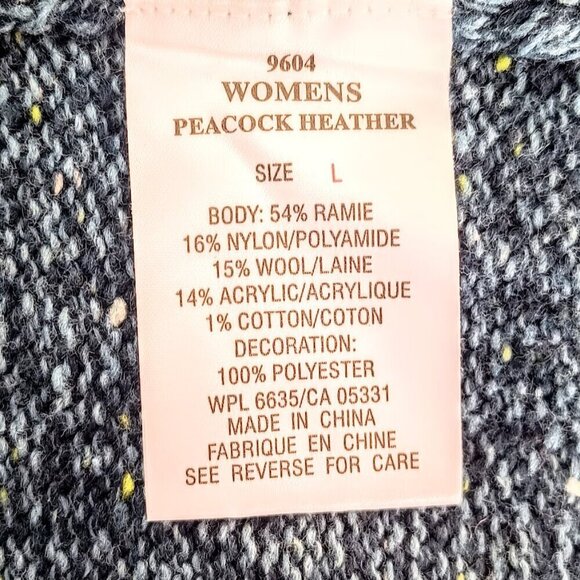 9604
WOMENS
PEACOCK HEATHER
SIZE L
BODY: 54% RAMIE
16% NYLON/POLYAMIDE
15% WOOL/LAINE
14% ACRYLIC/ACRYLIQUE
1% COTTON/COTON
DECORATION:
100% POLYESTER
WPL 6635/CA 05331
MADE IN CHINA
FABRIQUE EN CHINE
SEE REVERSE FOR CARE